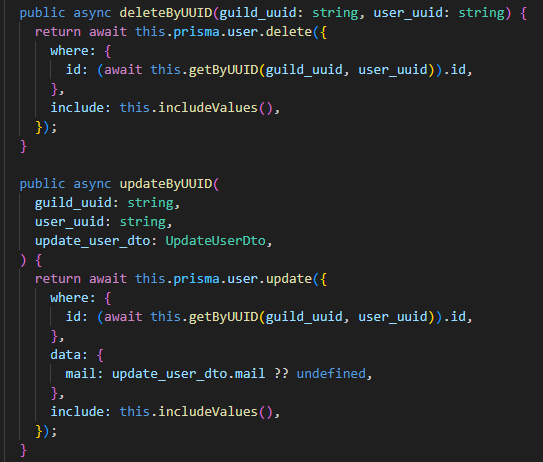 public async deleteByUUID(guild_uuid: string, user_uuid: string) {
return await this.prisma.user.delete({
where: {
id: (await this.getByUUID(guild_uuid, user_uuid)).id,
},
include: this.includeValues(),
});
}
public async updateByUUID(
guild_uuid: string,
user_uuid: string,
update_user_dto: UpdateUserDto,
) {
return await this.prisma.user.update({
where: {
id: (await this.getByUUID(guild_uuid, user_uuid)).id,
},
data: {
mail: update_user_dto.mail ?? undefined,
},
include: this.includeValues(),
});
}